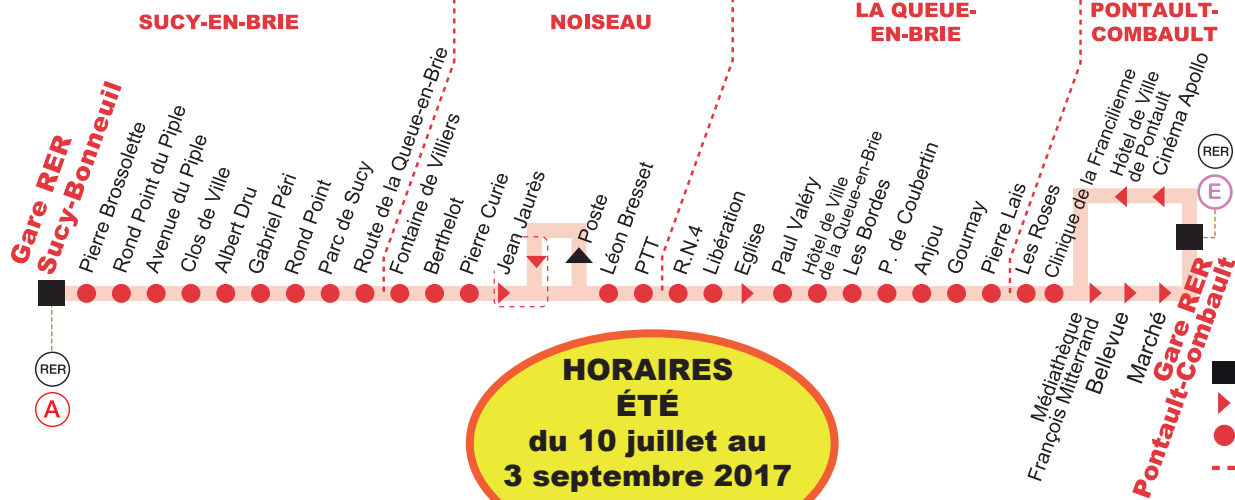 SUCY-EN-BRIE
NOISEAU
LA QUEUE-
EN-BRIE
PONTAULT-
COMBAULT
Gare RER
Sucy-Bonneuil
Pierre Brossolette
Rond Point du Piple
Avenue du Piple
Clos de Ville
Albert Dru
Gabriel Péri
Rond Point
Parc de Sucy
Route de la Queue-en-Brie
Fontaine de Villiers
Berthelot
Pierre Curie
Jean Jaurès
Poste
Léon Bresset
PTT
R.N.4
Libération
Eglise
Paul Valéry
Hôtel de Ville
de la Queue-en-Brie
Les Bordes
P. de Coubertin
Anjou
Gournay
Pierre Lais
Les Roses
Clinique de la Francilienne
Hôtel de Ville
de Pontault
Cinéma Apollo
RER
E
Médiathèque
François Mitterrand
Bellevue
Marché
Gare RER
Pontault-Combault
RER
A
HORAIRES
ÉTÉ
du 10 juillet au
3 septembre 2017